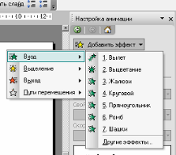 Настройка анимации
Добавить эффект
Вход
Выделение
Выход
Пути перемещения
1. Вылет
2. Выцветание
3. Жалюзи
4. Круговой
5. Прямоугольник
6. Ромб
7. Шашки
Другие эффекты...